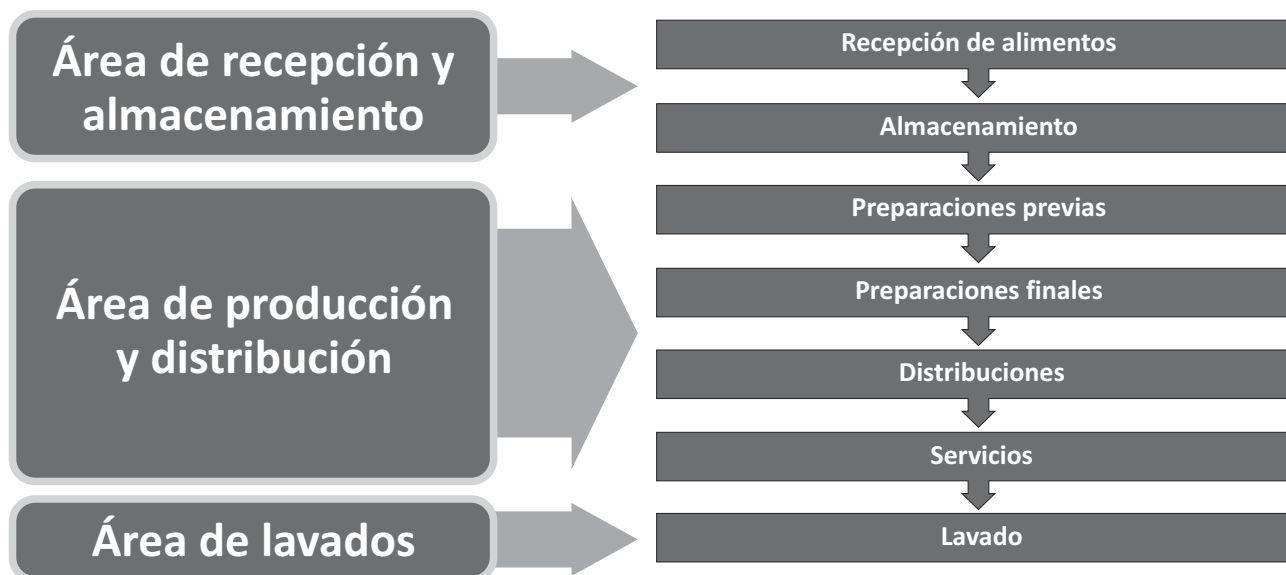 Área de recepción y
almacenamiento
Recepción de alimentos
Almacenamiento
Área de producción
y distribución
Preparaciones previas
Preparaciones finales
Distribuciones
Servicios
Área de lavados
Lavado